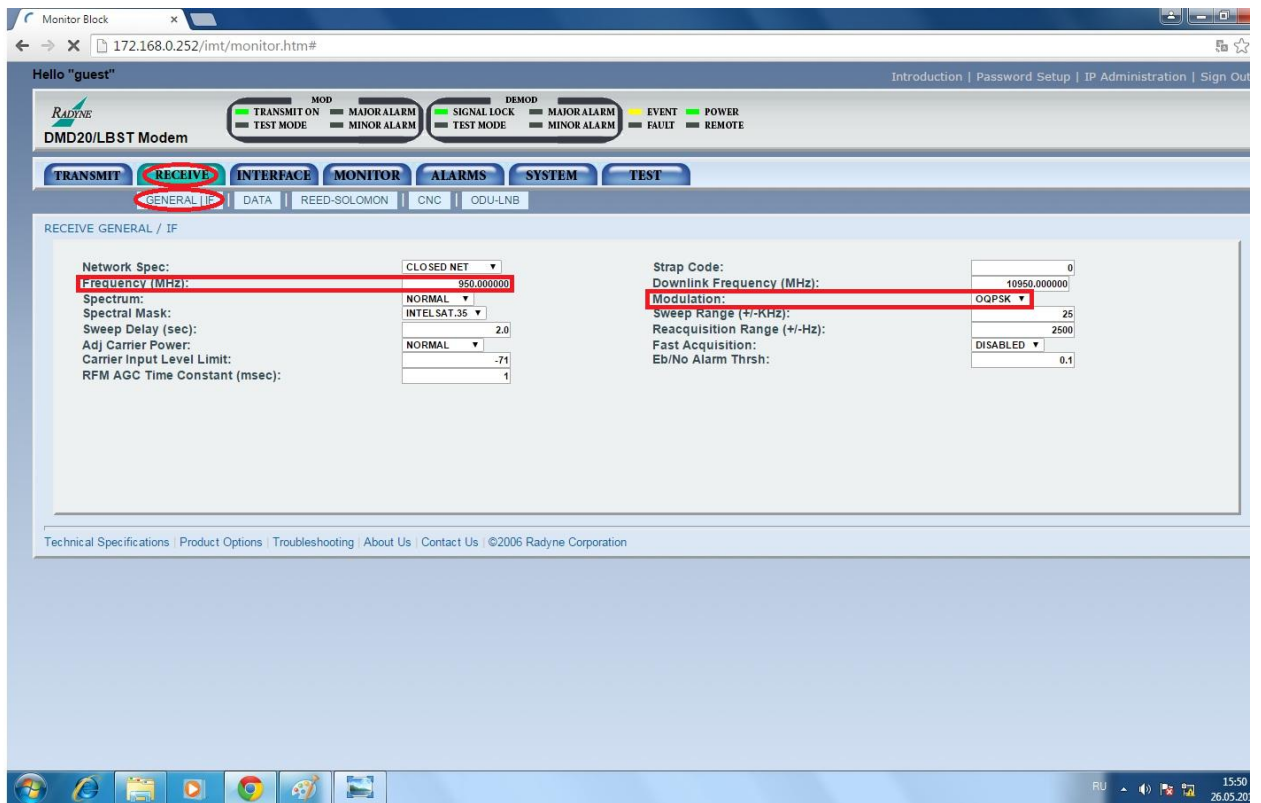 Monitor Block
172.168.0.252/imt/monitor.htm#
Hello "guest"
Introduction | Password Setup | IP Administration | Sign Out
RADYNE
DMD20/LBST Modem
MOD
TRANSMIT ON MAJOR ALARM
TEST MODE MINOR ALARM
DEMOD
SIGNAL LOCK MAJOR ALARM
TEST MODE MINOR ALARM
EVENT POWER
FAULT REMOTE
TRANSMIT RECEIVE INTERFACE MONITOR ALARMS SYSTEM TEST
GENERAL | IF | DATA | REED-SOLOMON | CNC | ODU-LNB
RECEIVE GENERAL / IF
Network Spec: CLOSED NET
Frequency (MHz): 950.000000
Spectrum: NORMAL
Spectral Mask: INTELSAT.35
Sweep Delay (sec): 2.0
Adj Carrier Power: NORMAL
Carrier Input Level Limit: -71
RFM AGC Time Constant (msec): 1
Strap Code: 0
Downlink Frequency (MHz): 10950.000000
Modulation: OQPSK
Sweep Range (+/-KHz): 25
Reacquisition Range (+/-Hz): 2500
Fast Acquisition: DISABLED
Eb/No Alarm Thrsh: 0.1
Technical Specifications | Product Options | Troubleshooting | About Us | Contact Us | ©2006 Radyne Corporation
RU
15:50
26.05.20